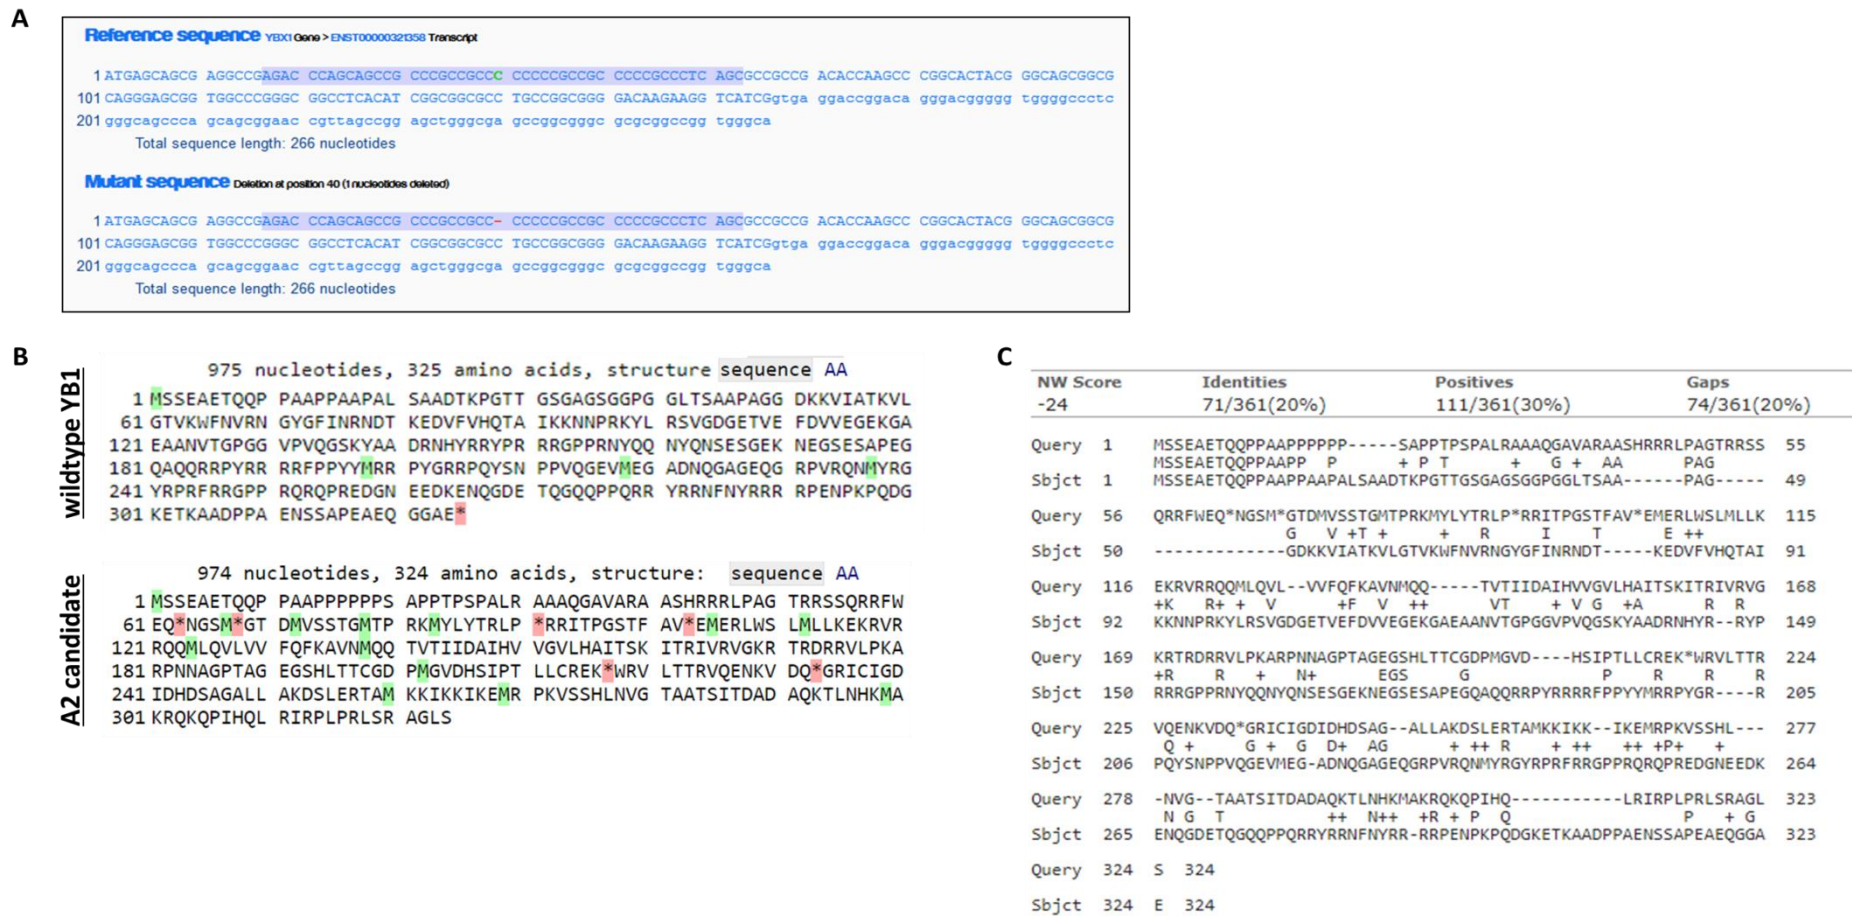 A
Reference sequence YBX1 Gene > ENST00000321358 Transcript
1 ATGAGCAGCG AGGCCGAGAC CCAGCAGCCG CCCGCCGCCC CCCCCGCCGC CCCCGCCCTC AGCGCCGCCG ACACCAAGCC CGGCACTACG GGCAGCGGCG
101 CAGGGAGCGG TGGCCCGGGC GGCCTCACAT CGGCGGCGCC TGCCGGCGGG GACAAGAAGG TCATCGgtga ggaccggaca gggacggggg tggggccctc
201 gggcagccca gcagcggaac cgttagccgg agctgggcga gccggcgggc gcgcggccgg tgggca
Total sequence length: 266 nucleotides
Mutant sequence Deletion at position 40 (1 nucleotides deleted)
1 ATGAGCAGCG AGGCCGAGAC CCAGCAGCCG CCCGCCGCC- CCCCCGCCGC CCCCGCCCTC AGCGCCGCCG ACACCAAGCC CGGCACTACG GGCAGCGGCG
101 CAGGGAGCGG TGGCCCGGGC GGCCTCACAT CGGCGGCGCC TGCCGGCGGG GACAAGAAGG TCATCGgtga ggaccggaca gggacggggg tggggccctc
201 gggcagccca gcagcggaac cgttagccgg agctgggcga gccggcgggc gcgcggccgg tgggca
Total sequence length: 266 nucleotides
B
wildtype YB1
975 nucleotides, 325 amino acids, structure sequence AA
1 MSSEAETQQP PAAPPAAPAL SAADTKPGTT GSGAGSGGPG GLTSAAPAGG DKKVIATKVL
61 GTVKWFNVRN GYGFINRNDT KEDVFVHQTA IKKNNPRKYL RSVGDGETVE FDVVEGEKGA
121 EAANVTGPGG VPVQGSKYAA DRNHYRRYPR RRGPPRNYQQ NYQNSESGEK NEGSESAPEG
181 QAQQRRPYRR RRFPPYYMRR PYGRRPQYSN PPVQGEVMEG ADNQGAGEQG RPVRQNMYRG
241 YRPRFRRGPP RQRQPREDGN EEDKENQGDE TQGQQPPQRR YRRNFNYRRR RPENPKPQDG
301 KETKAADPPA ENSSAPEAEQ GGAE*
A2 candidate
974 nucleotides, 324 amino acids, structure: sequence AA
1 MSSEAETQQP PAAPPPPPPS APPTPSPALR AAAQGAVARA ASHRRRLPAG TRRSSQRRFW
61 EQ*NGSM*GT DMVSSTGMTP RKMYLYTRLP *RRITPGSTF AV*EMERLWS LMLLKEKRVR
121 RQQMLQVLVV FQFKAVNMQQ TVTIIDAIHV VGVLHAITSK ITRIVRVGKR TRDRRVLPKA
181 RPNNAGPTAG EGSHLTTCGD PMGVDHSIPT LLCREK*WRV LTTRVQENKV DQ*GRICIGD
241 IDHDSAGALL AKDSLERTAM KKIKKIKEMR PKVSSHLNVG TAATSITDAD AQKTLNHKMA
301 KRQKQPIHQL RIRPLPRLSR AGLS
C
NW Score Identities Positives Gaps
-24 71/361(20%) 111/361(30%) 74/361(20%)
Query 1 MSSEAETQQPPAAPPPPPP-----SAPPTPSPALRAAAQGAVARAASHRRRLPAGTRRSS 55
MSSEAETQQPPAAPP P + P T + G + AA PAG
Sbjct 1 MSSEAETQQPPAAPPAAPALSAADTKPGTTGSGAGSGGPGGLTSAA------PAG----- 49
Query 56 QRRFWEQ*NGSM*GTDMVSSTGMTPRKMYLYTRLP*RRITPGSTFAV*EMERLWSLMLLK 115
G V +T + + R I T E ++
Sbjct 50 -------------GDKKVIATKVLGTVKWFNVRNGYGFINRNDT-----KEDVFVHQTAI 91
Query 116 EKRVRRQQMLQVL--VVFQFKAVNMQQ-----TVTIIDAIHVVGVLHAITSKITRIVRVG 168
+K R+ + V +F V ++ VT + V G +A R R
Sbjct 92 KKNNPRKYLRSVGDGETVEFDVVEGEKGAEAANVTGPGGVPVQGSKYAADRNHYR--RYP 149
Query 169 KRTRDRRVLPKARPNNAGPTAGEGSHLTTCGDPMGVD----HSIPTLLCREK*WRVLTTR 224
+R R + N+ EGS G P R R R
Sbjct 150 RRRGPPRNYQQNYQNSESGEKNEGSESAPEGQAQQRRPYRRRRFPPYYMRRPYGR----R 205
Query 225 VQENKVDQ*GRICIGDIDHDSAG--ALLAKDSLERTAMKKIKK--IKEMRPKVSSHL--- 277
Q + G + G D+ AG + ++ R + ++ ++ +P+ +
Sbjct 206 PQYSNPPVQGEVMEG-ADNQGAGEQGRPVRQNMYRGYRPRFRRGPPRQRQPREDGNEEDK 264
Query 278 -NVG--TAATSITDADAQKTLNHKMAKRQKQPIHQ-----------LRIRPLPRLSRAGL 323
N G T ++ N++ +R + P Q P + G
Sbjct 265 ENQGDETQGQQPPQRRYRRNFNYRR-RRPENPKPQDGKETKAADPPAENSSAPEAEQGGA 323
Query 324 S 324
Sbjct 324 E 324